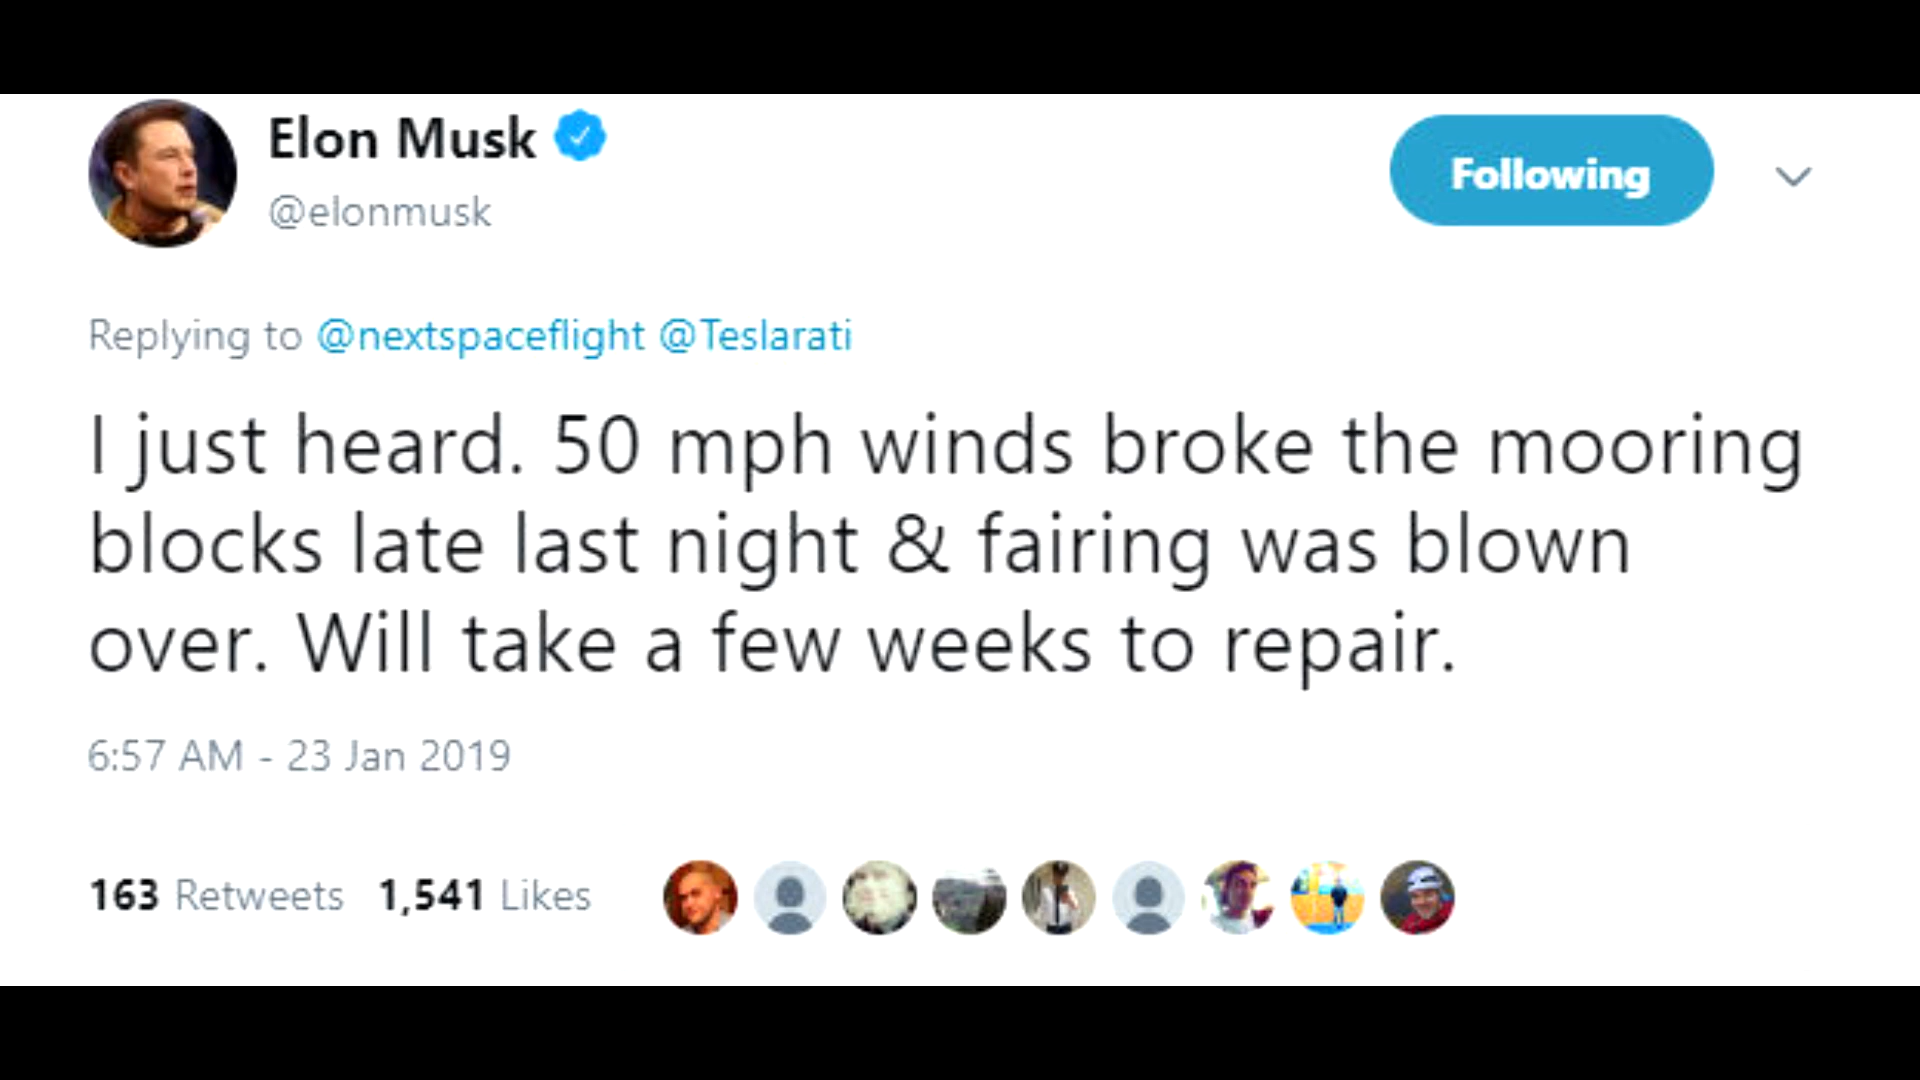 Elon Musk
@elonmusk
Following
Replying to @nextspaceflight @Teslarati
I just heard. 50 mph winds broke the mooring
blocks late last night & fairing was blown
over. Will take a few weeks to repair.
6:57 AM - 23 Jan 2019
163 Retweets 1,541 Likes